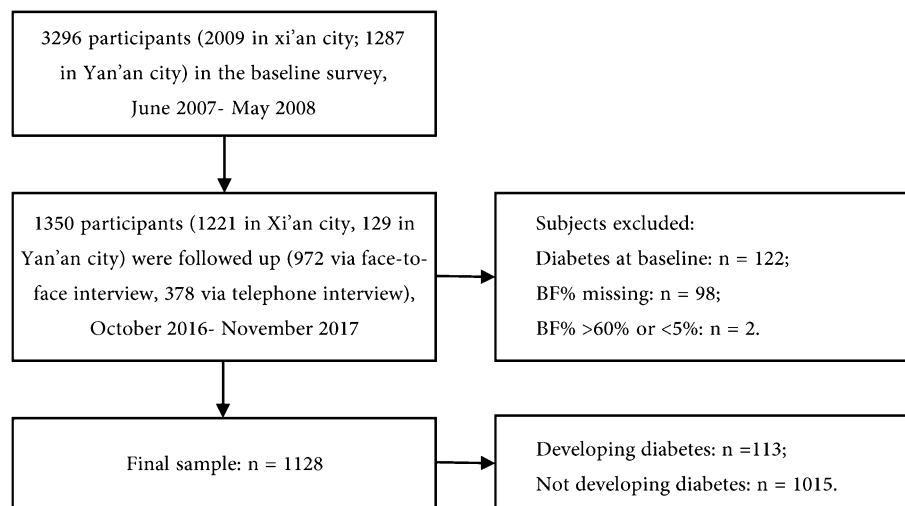 3296 participants (2009 in xi'an city; 1287
in Yan'an city) in the baseline survey,
June 2007- May 2008
1350 participants (1221 in Xi'an city, 129 in
Yan'an city) were followed up (972 via face-to-
face interview, 378 via telephone interview),
October 2016- November 2017
Subjects excluded:
Diabetes at baseline: n = 122;
BF% missing: n = 98;
BF% >60% or <5%: n = 2.
Final sample: n = 1128
Developing diabetes: n =113;
Not developing diabetes: n = 1015.